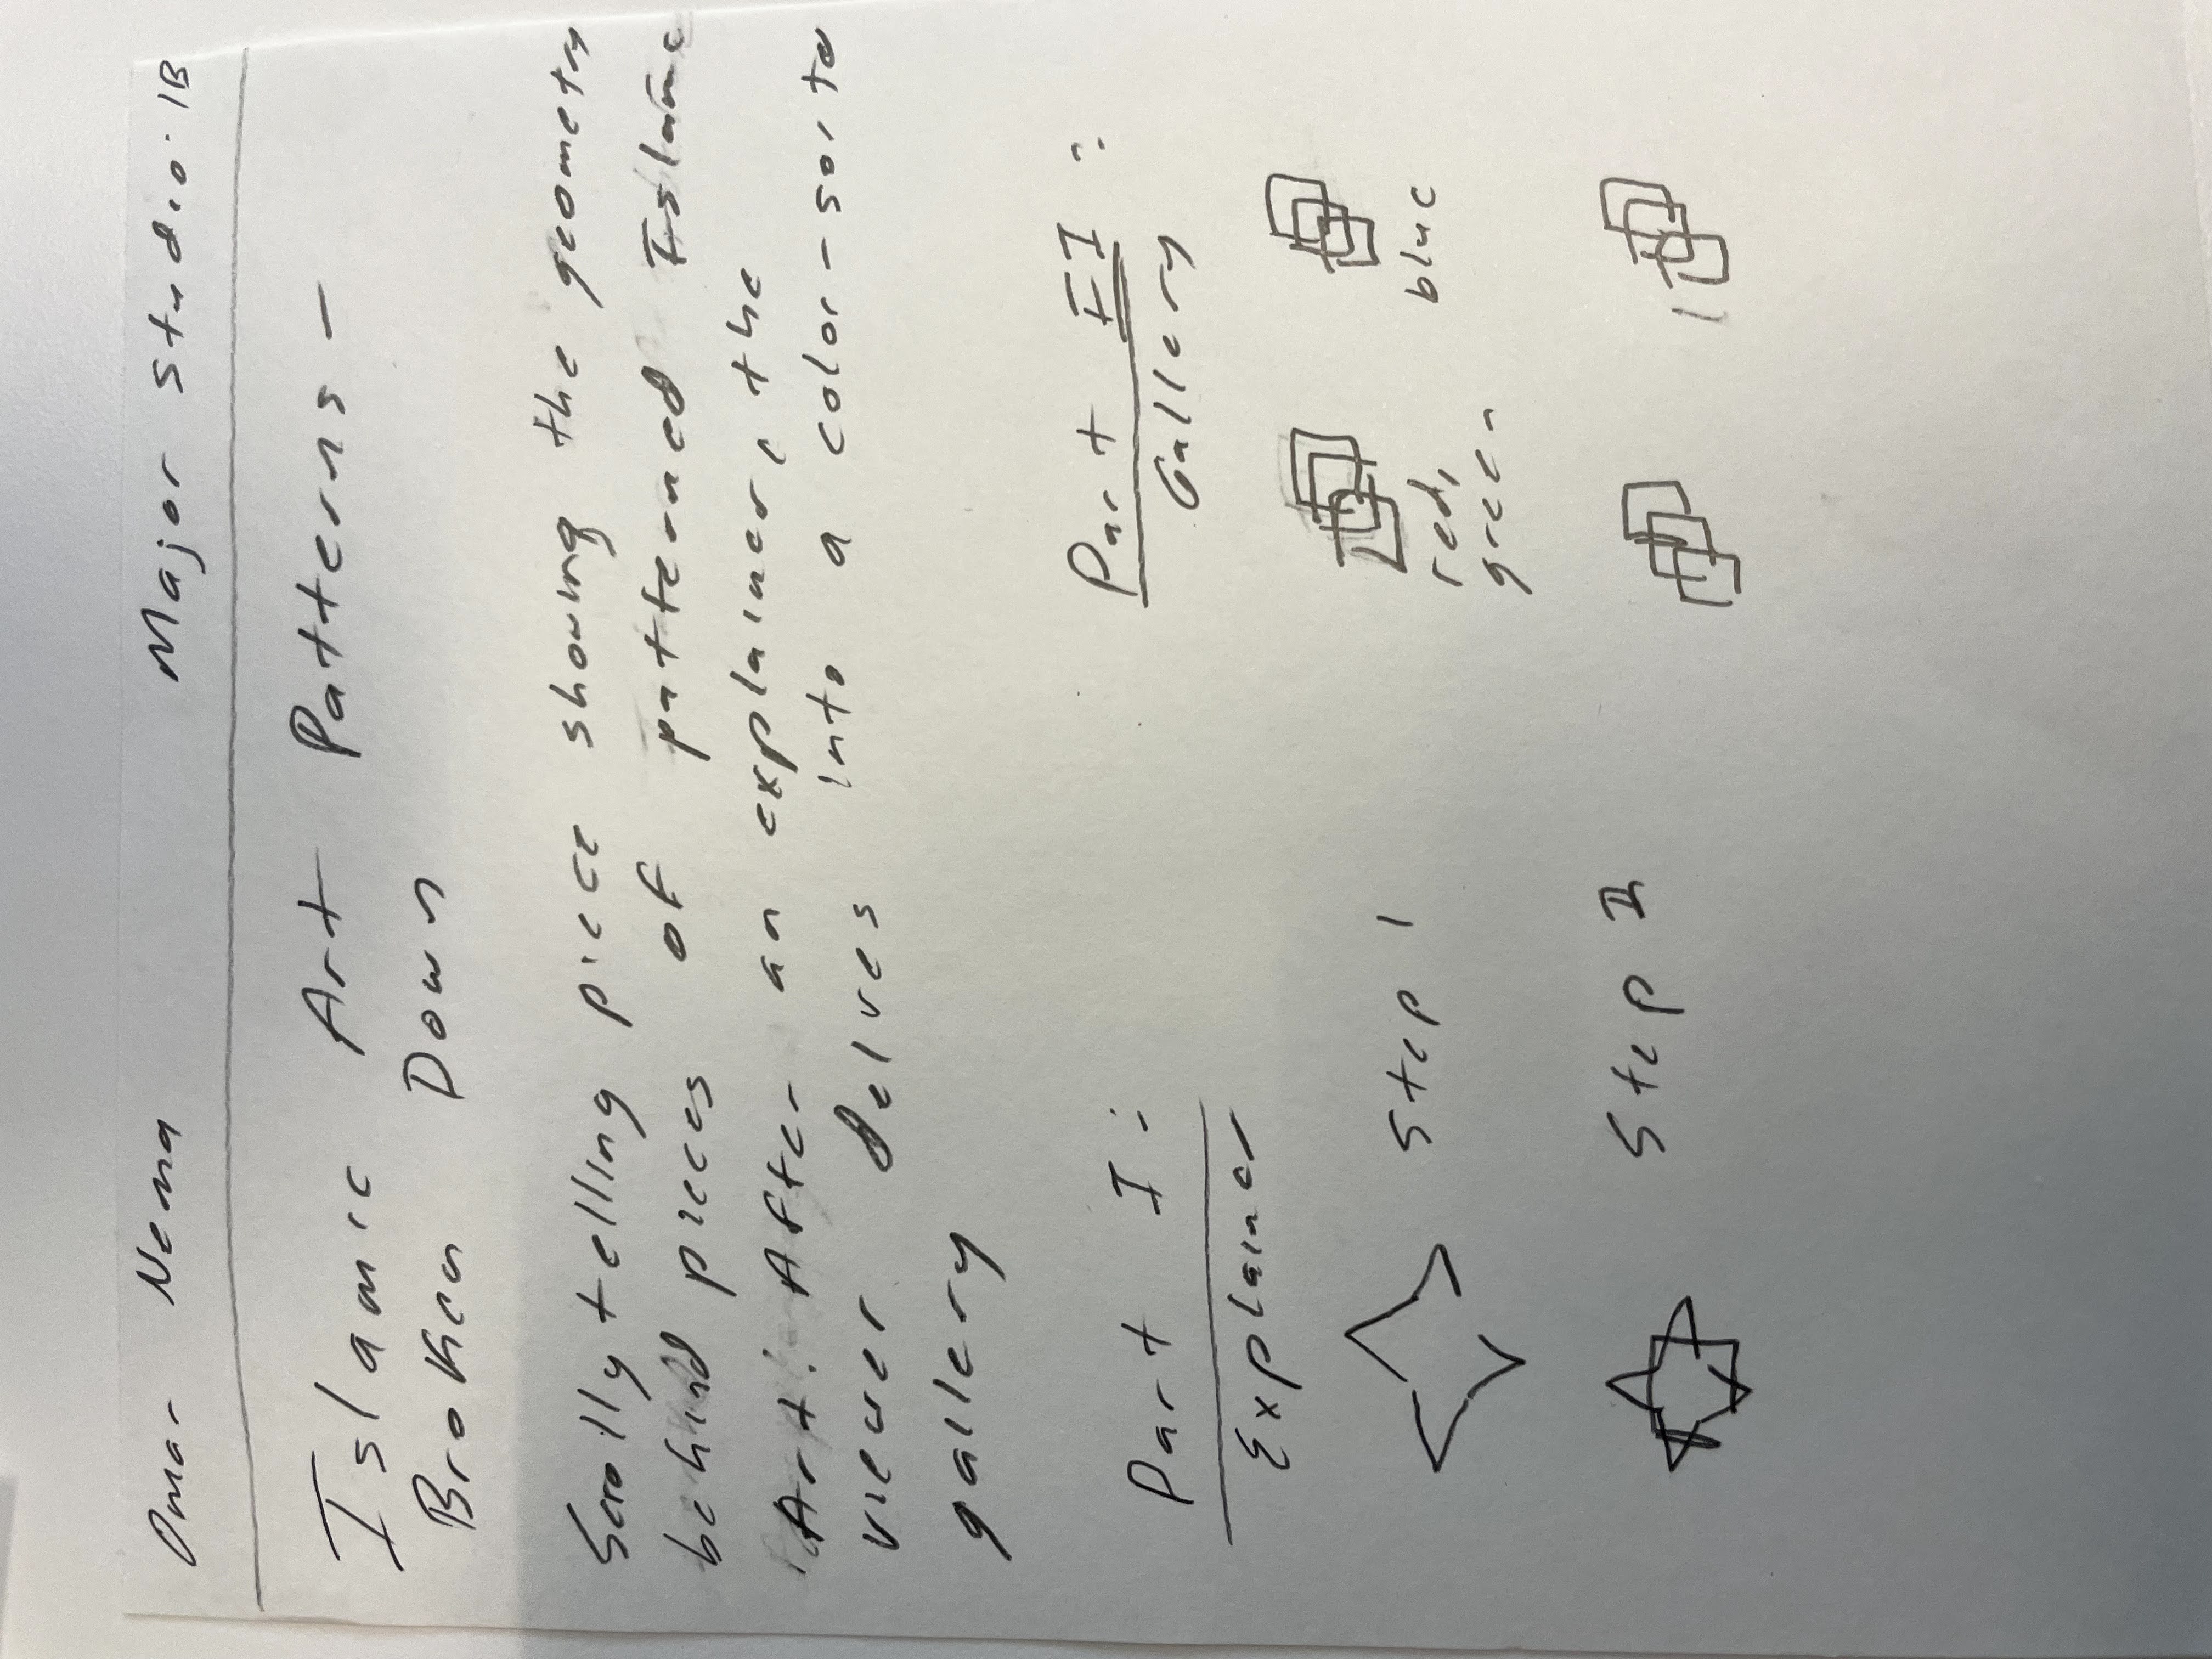 Omar Nema Major Studio 1B
Islamic Art Patterns -
Broken Down
Scrollytelling piece showing the geometry
behind pieces of patterned Islamic
Art. After an explainer, the
viewer delves into a color-sorted
gallery
Part I:
Explainer
Step 1
Step II
Part II:
Gallery
red,
green
blue